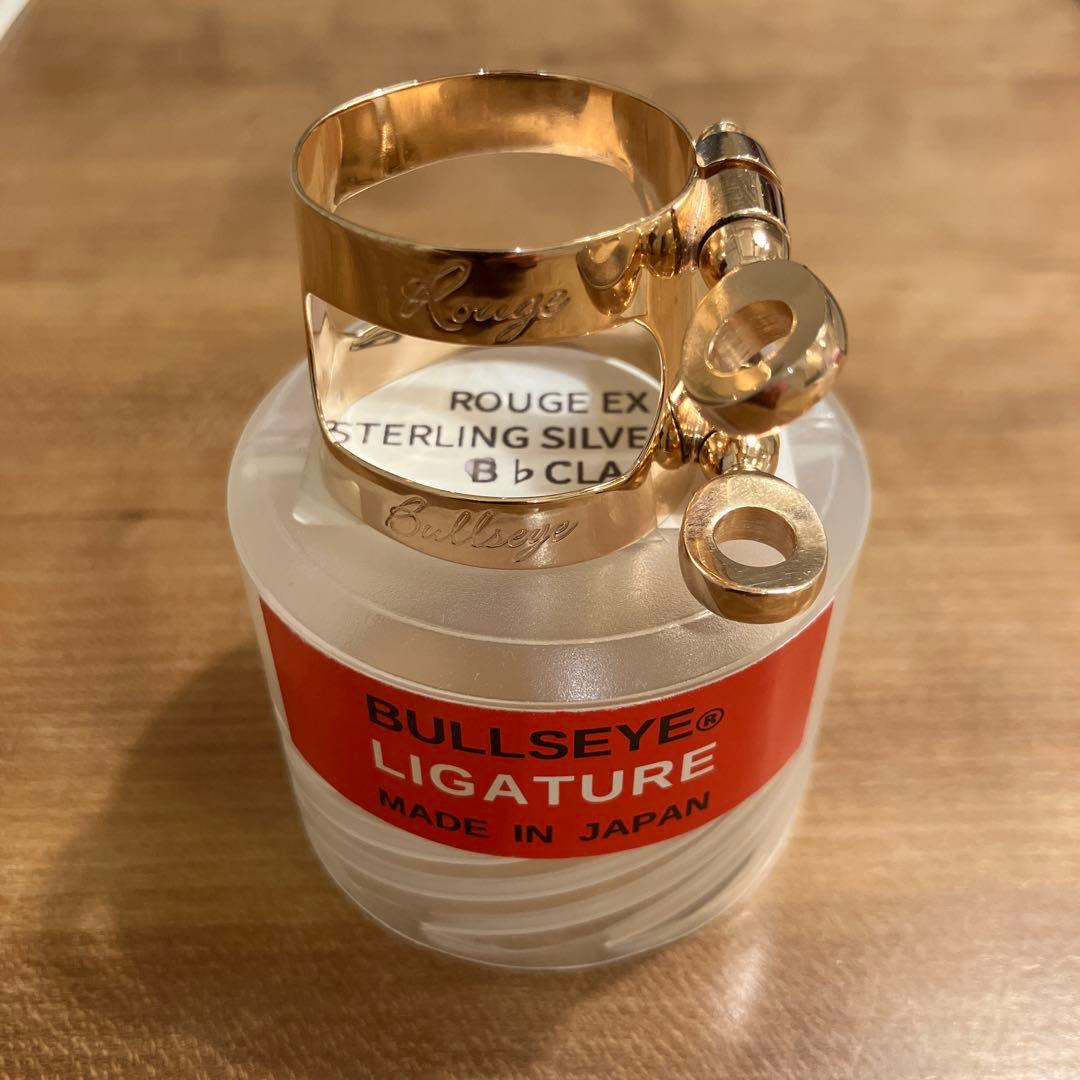 Rouge
ROUGE EX
STERLING SILVE
B♭CLA
Bullseye
BULLSEYE®
LIGATURE
MADE IN JAPAN